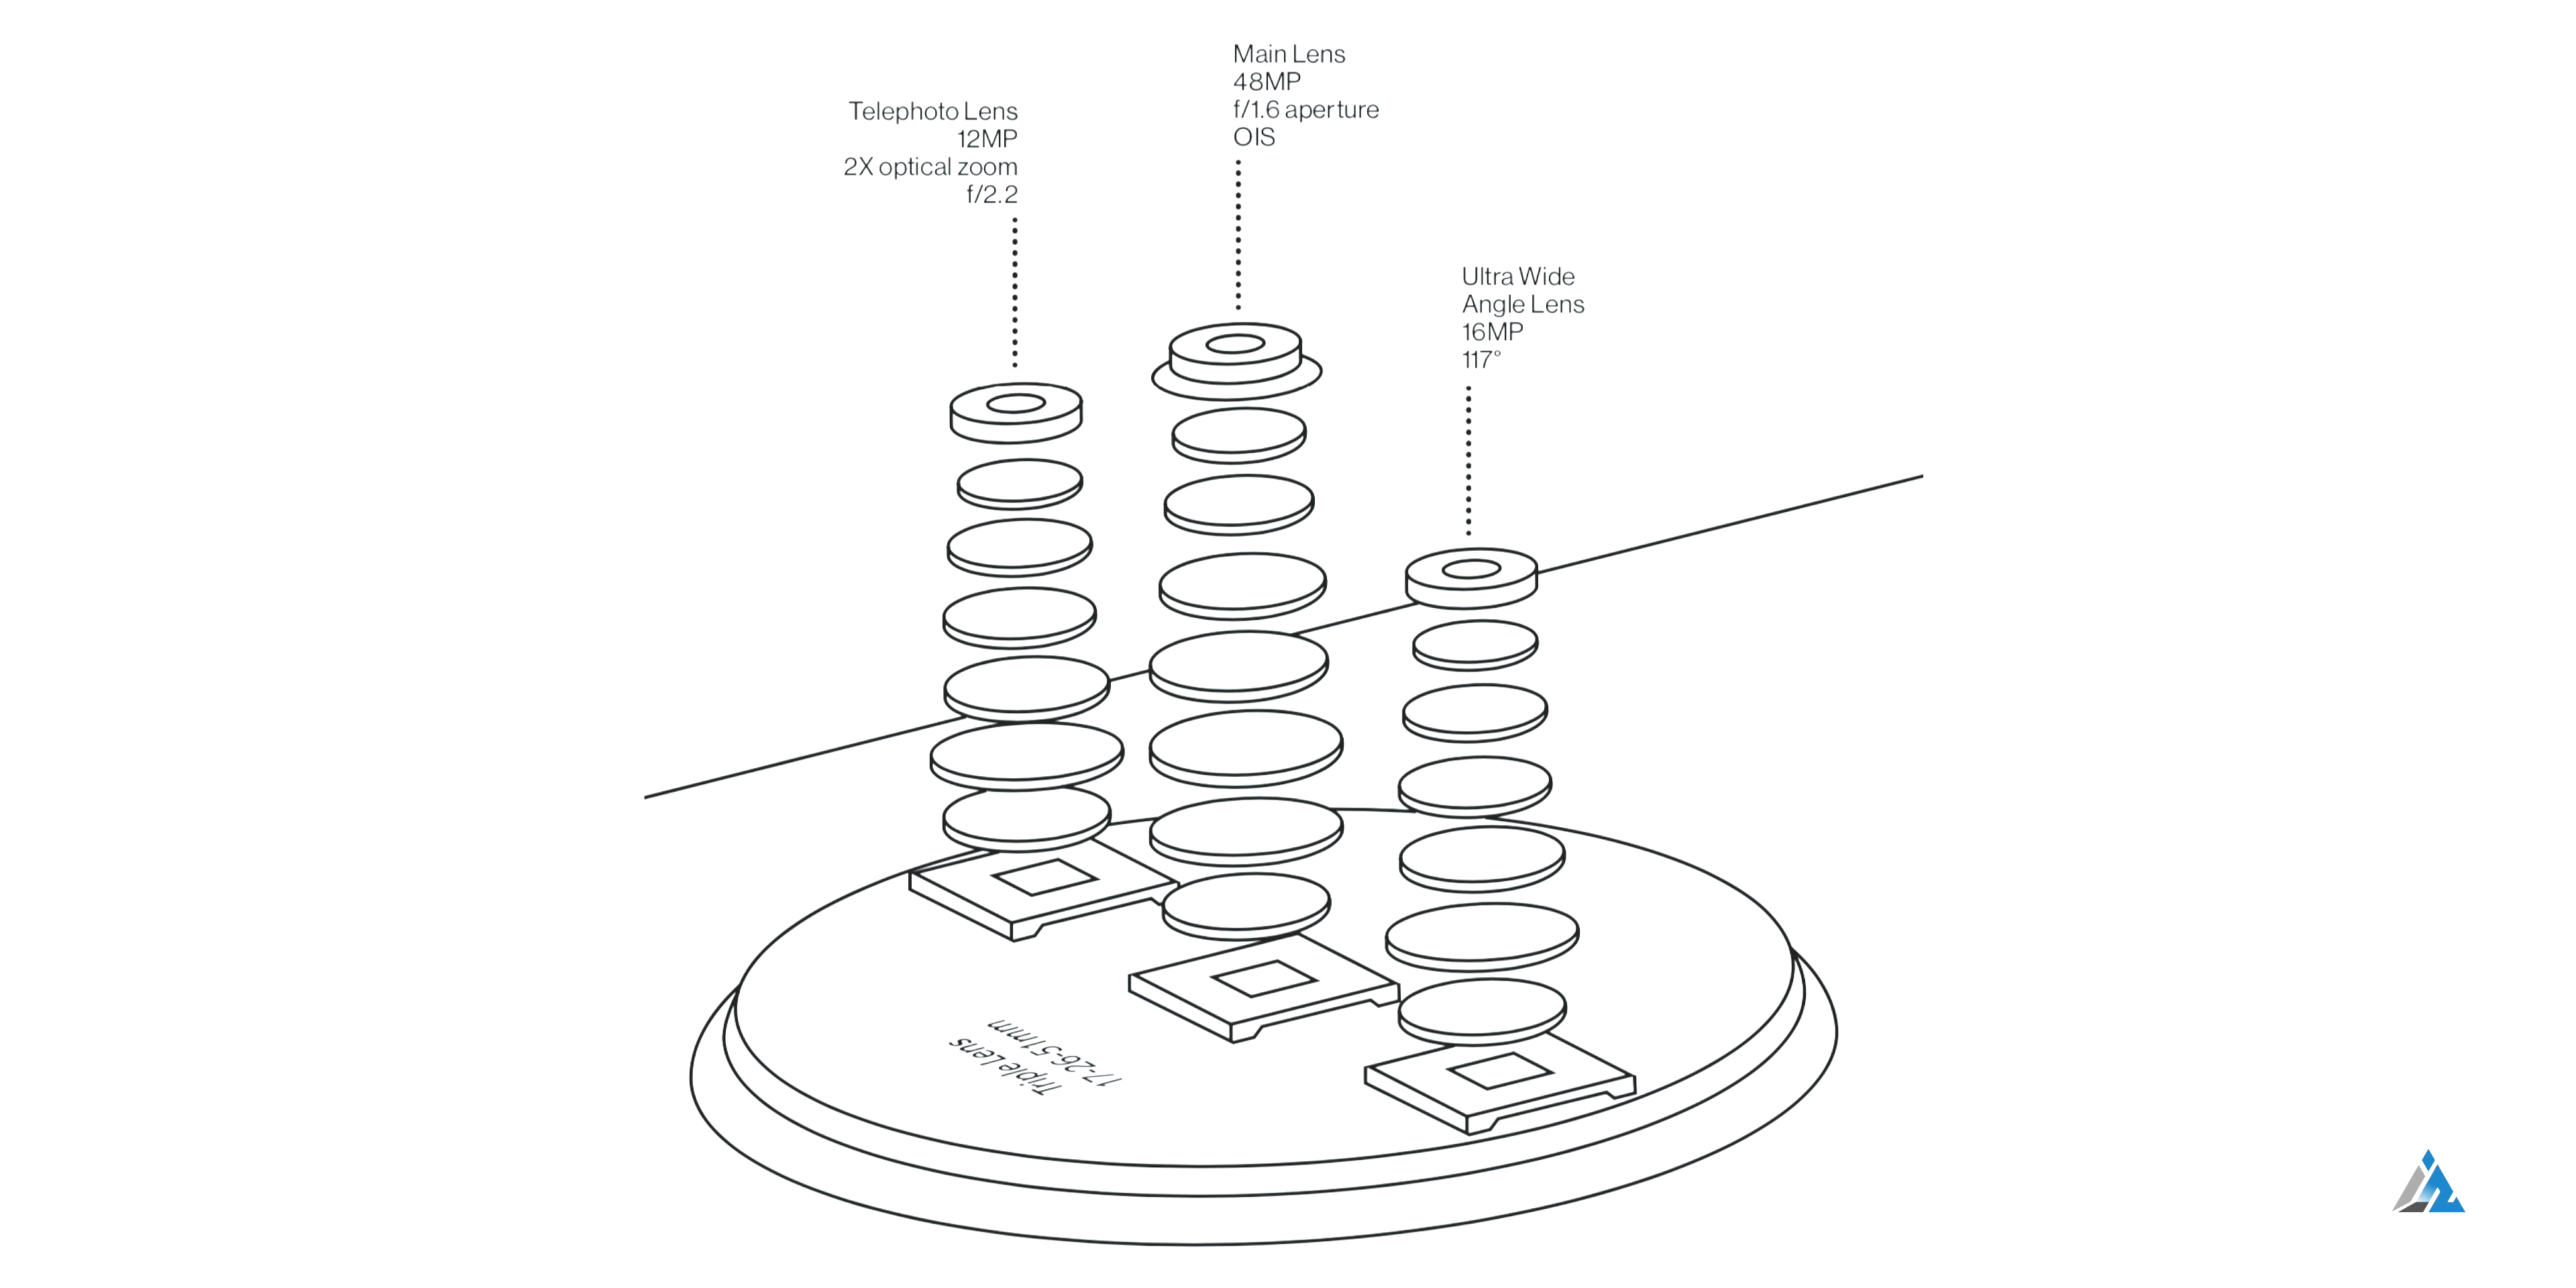 Telephoto Lens
12MP
2X optical zoom
f/2.2
Main Lens
48MP
f/1.6 aperture
OIS
Ultra Wide
Angle Lens
16MP
117°
Triple Lens
17-26-51mm